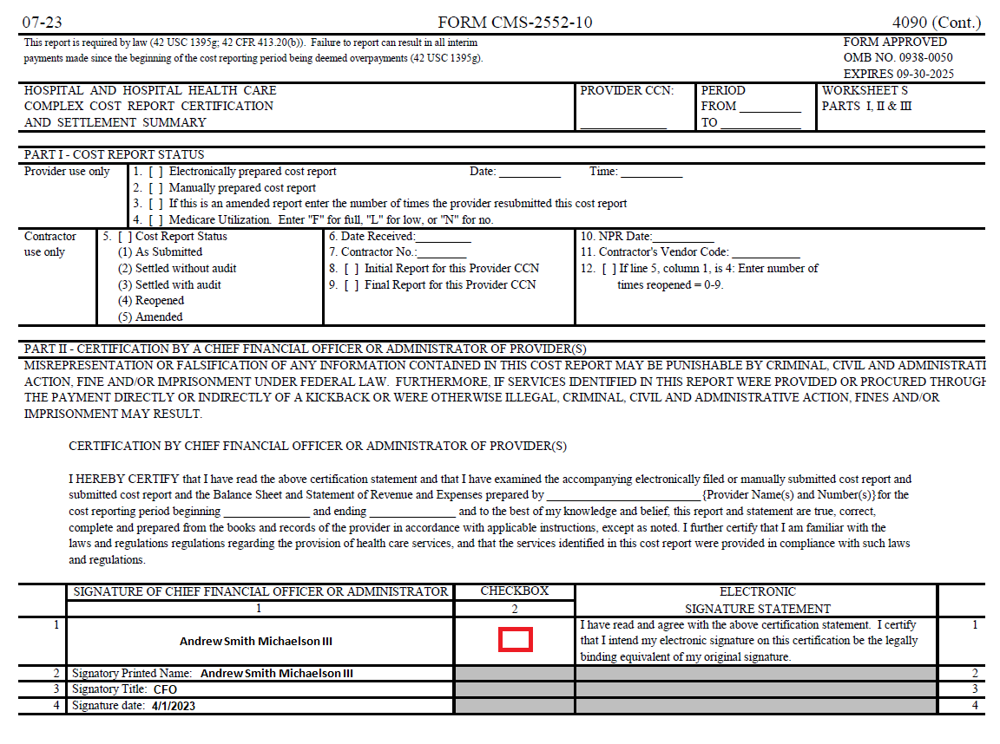 07-23 FORM CMS-2552-10 4090 (Cont.)
This report is required by law (42 USC 1395g; 42 CFR 413.20(b)). Failure to report can result in all interim FORM APPROVED
payments made since the beginning of the cost reporting period being deemed overpayments (42 USC 1395g). OMB NO. 0938-0050
EXPIRES 09-30-2025
HOSPITAL AND HOSPITAL HEALTH CARE PROVIDER CCN: PERIOD WORKSHEET S
COMPLEX COST REPORT CERTIFICATION FROM __________ PARTS I, II & III
AND SETTLEMENT SUMMARY ______________ TO _____________
PART I - COST REPORT STATUS
Provider use only 1. [ ] Electronically prepared cost report Date: __________ Time: __________
2. [ ] Manually prepared cost report
3. [ ] If this is an amended report enter the number of times the provider resubmitted this cost report
4. [ ] Medicare Utilization. Enter "F" for full, "L" for low, or "N" for no.
Contractor 5. [ ] Cost Report Status 6. Date Received:_________ 10. NPR Date:__________
use only (1) As Submitted 7. Contractor No.:________ 11. Contractor's Vendor Code: ___________
(2) Settled without audit 8. [ ] Initial Report for this Provider CCN 12. [ ] If line 5, column 1, is 4: Enter number of
(3) Settled with audit 9. [ ] Final Report for this Provider CCN times reopened = 0-9.
(4) Reopened
(5) Amended
PART II - CERTIFICATION BY A CHIEF FINANCIAL OFFICER OR ADMINISTRATOR OF PROVIDER(S)
MISREPRESENTATION OR FALSIFICATION OF ANY INFORMATION CONTAINED IN THIS COST REPORT MAY BE PUNISHABLE BY CRIMINAL, CIVIL AND ADMINISTRATI
ACTION, FINE AND/OR IMPRISONMENT UNDER FEDERAL LAW. FURTHERMORE, IF SERVICES IDENTIFIED IN THIS REPORT WERE PROVIDED OR PROCURED THROUGH
THE PAYMENT DIRECTLY OR INDIRECTLY OF A KICKBACK OR WERE OTHERWISE ILLEGAL, CRIMINAL, CIVIL AND ADMINISTRATIVE ACTION, FINES AND/OR
IMPRISONMENT MAY RESULT.
CERTIFICATION BY CHIEF FINANCIAL OFFICER OR ADMINISTRATOR OF PROVIDER(S)
I HEREBY CERTIFY that I have read the above certification statement and that I have examined the accompanying electronically filed or manually submitted cost report and
submitted cost report and the Balance Sheet and Statement of Revenue and Expenses prepared by _________________________{Provider Name(s) and Number(s)}for the
cost reporting period beginning ______________ and ending ______________ and to the best of my knowledge and belief, this report and statement are true, correct,
complete and prepared from the books and records of the provider in accordance with applicable instructions, except as noted. I further certify that I am familiar with the
laws and regulations regulations regarding the provision of health care services, and that the services identified in this cost report were provided in compliance with such laws
and regulations.
SIGNATURE OF CHIEF FINANCIAL OFFICER OR ADMINISTRATOR CHECKBOX ELECTRONIC
1 2 SIGNATURE STATEMENT
1 I have read and agree with the above certification statement. I certify 1
Andrew Smith Michaelson III that I intend my electronic signature on this certification be the legally
binding equivalent of my original signature.
2 Signatory Printed Name: Andrew Smith Michaelson III 2
3 Signatory Title: CFO 3
4 Signature date: 4/1/2023 4